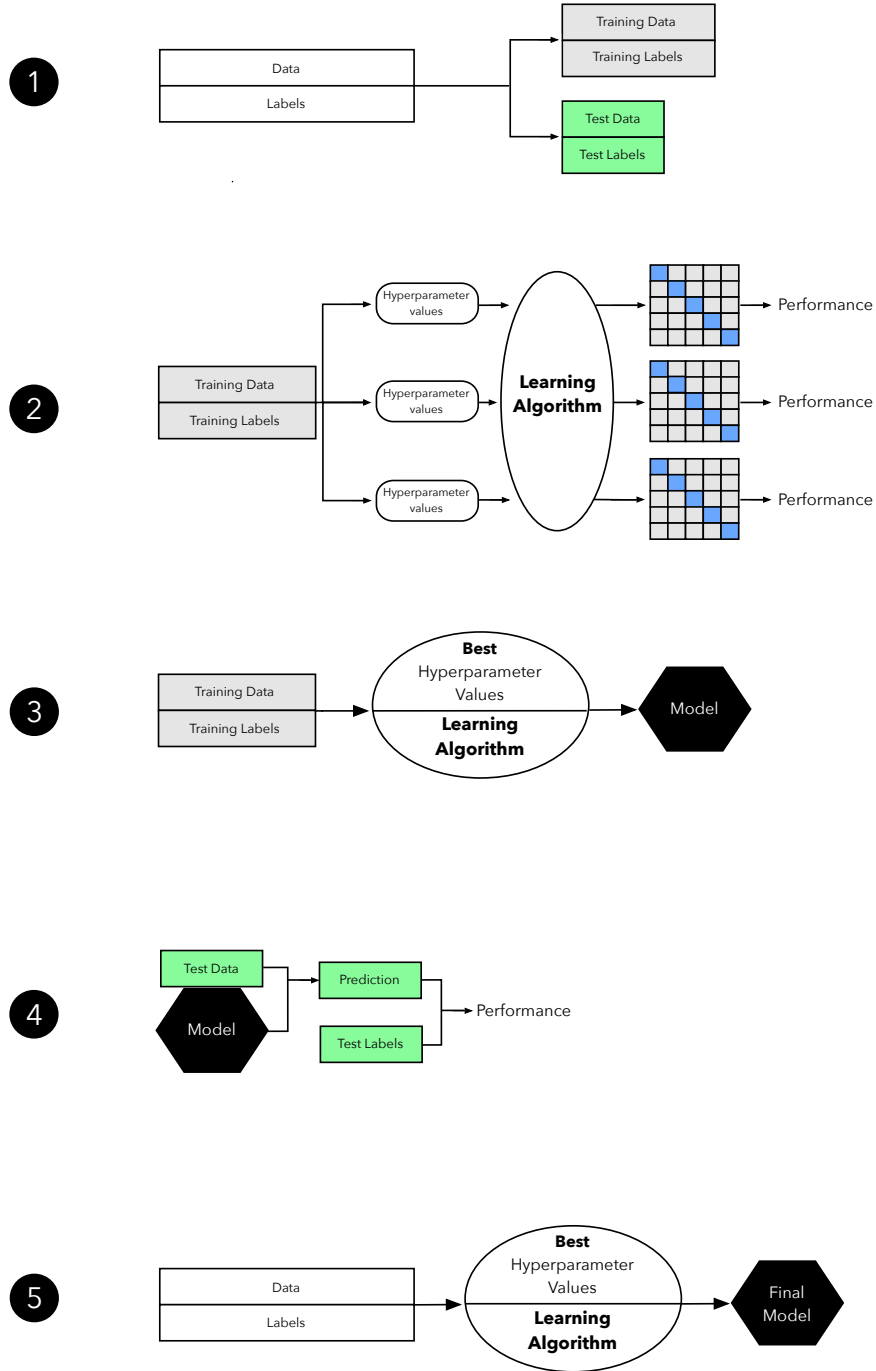 1
Data
Labels
Training Data
Training Labels
Test Data
Test Labels
2
Training Data
Training Labels
Hyperparameter
values
Hyperparameter
values
Hyperparameter
values
Learning
Algorithm
Performance
Performance
Performance
3
Training Data
Training Labels
Best
Hyperparameter
Values
Learning
Algorithm
Model
4
Test Data
Model
Prediction
Test Labels
Performance
5
Data
Labels
Best
Hyperparameter
Values
Learning
Algorithm
Final
Model